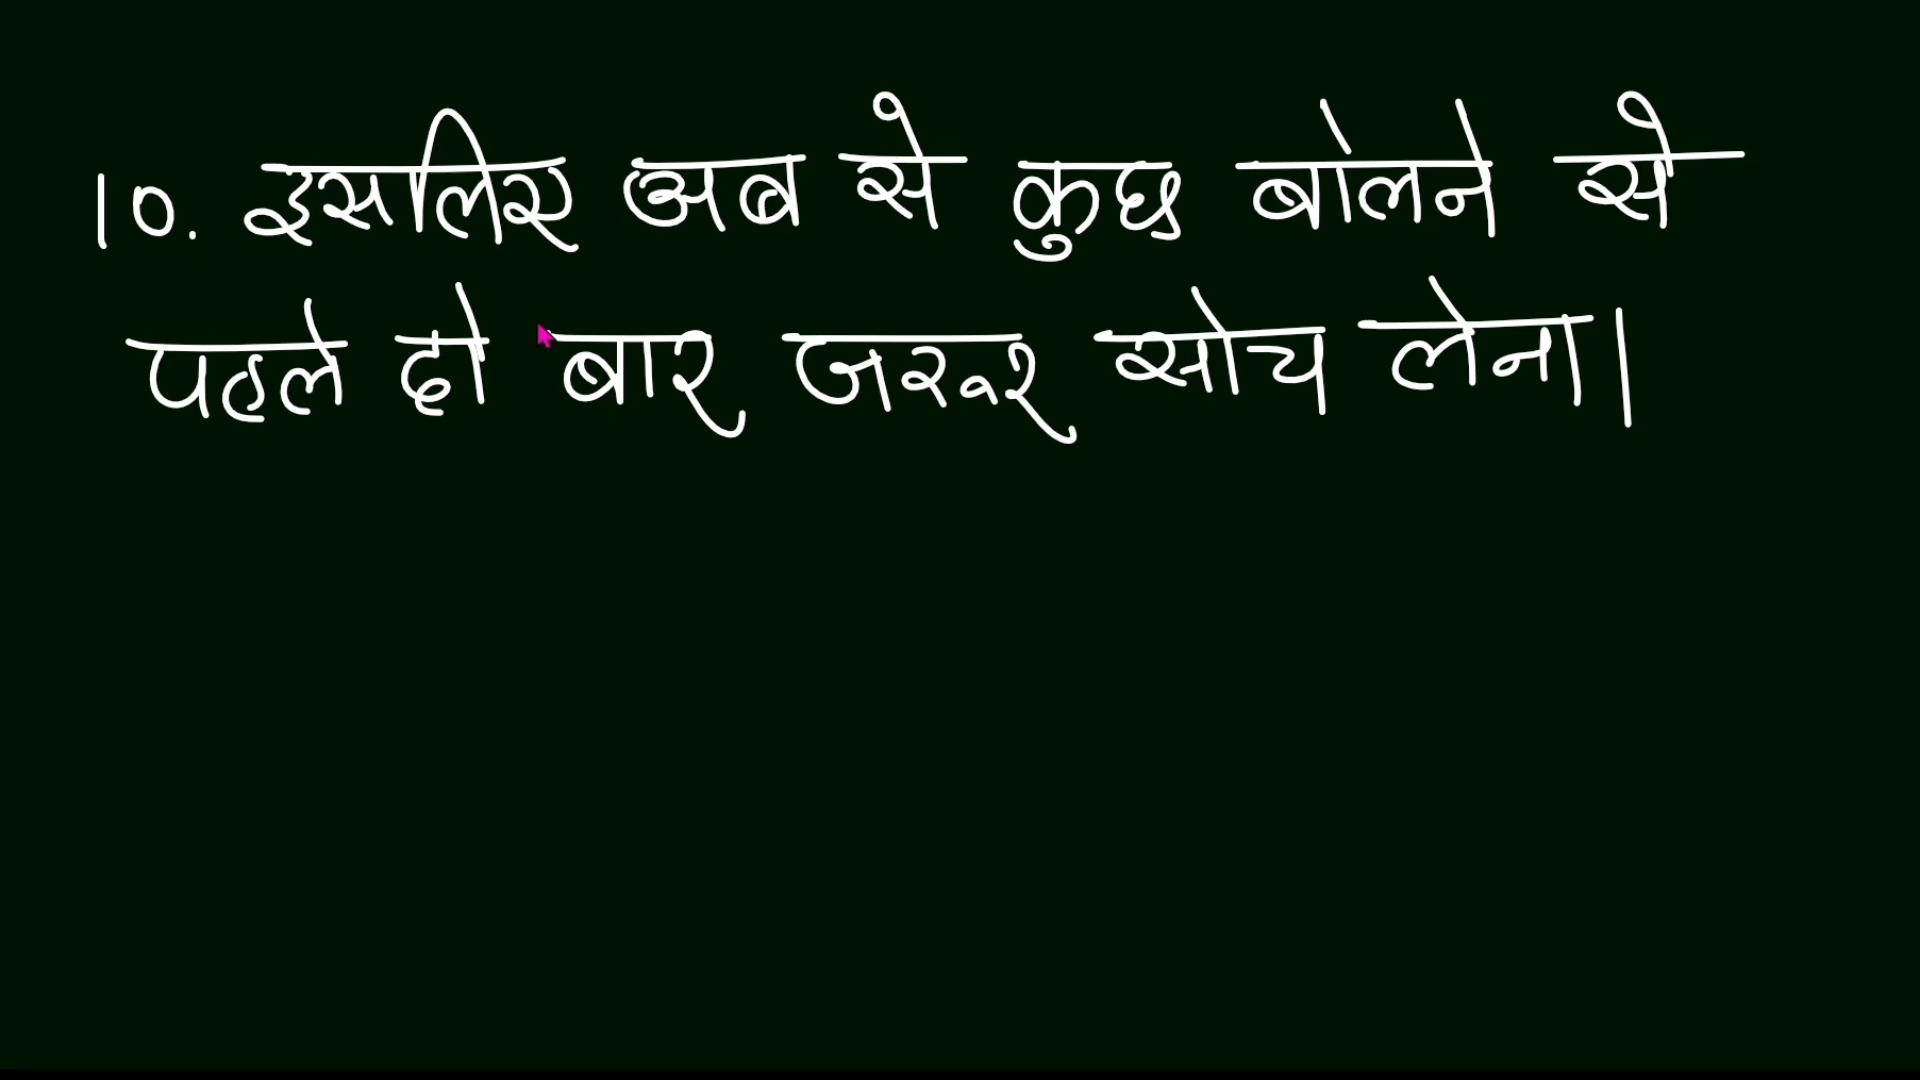 10. इसलिए अब से कुछ बोलने से
पहले दो बार जरूर सोच लेना।